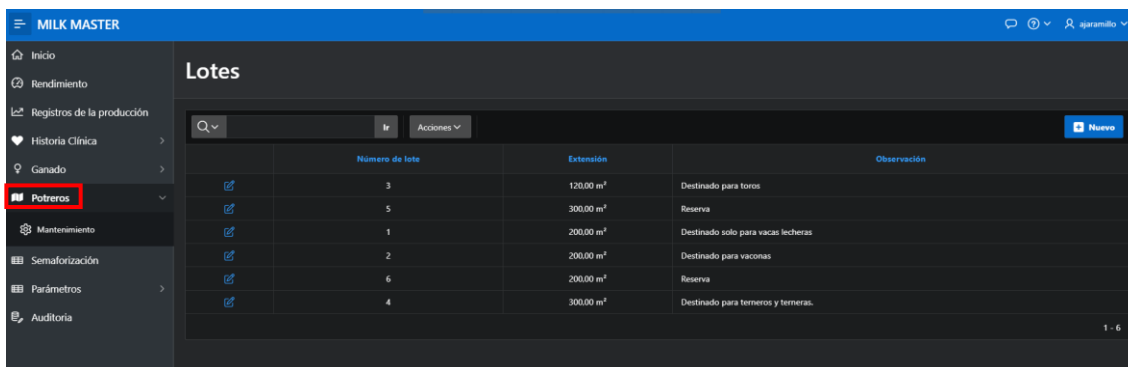 MILK MASTER
ajaramillo
Inicio
Rendimiento
Registros de la producción
Historia Clínica
Ganado
Potreros
Mantenimiento
Semaforización
Parámetros
Auditoria
Lotes
Ir Acciones Nuevo
Número de lote Extensión Observación
3 120,00 m² Destinado para toros
5 300,00 m² Reserva
1 200,00 m² Destinado solo para vacas lecheras
2 200,00 m² Destinado para vaconas
6 200,00 m² Reserva
4 300,00 m² Destinado para terneros y terneras.
1 - 6